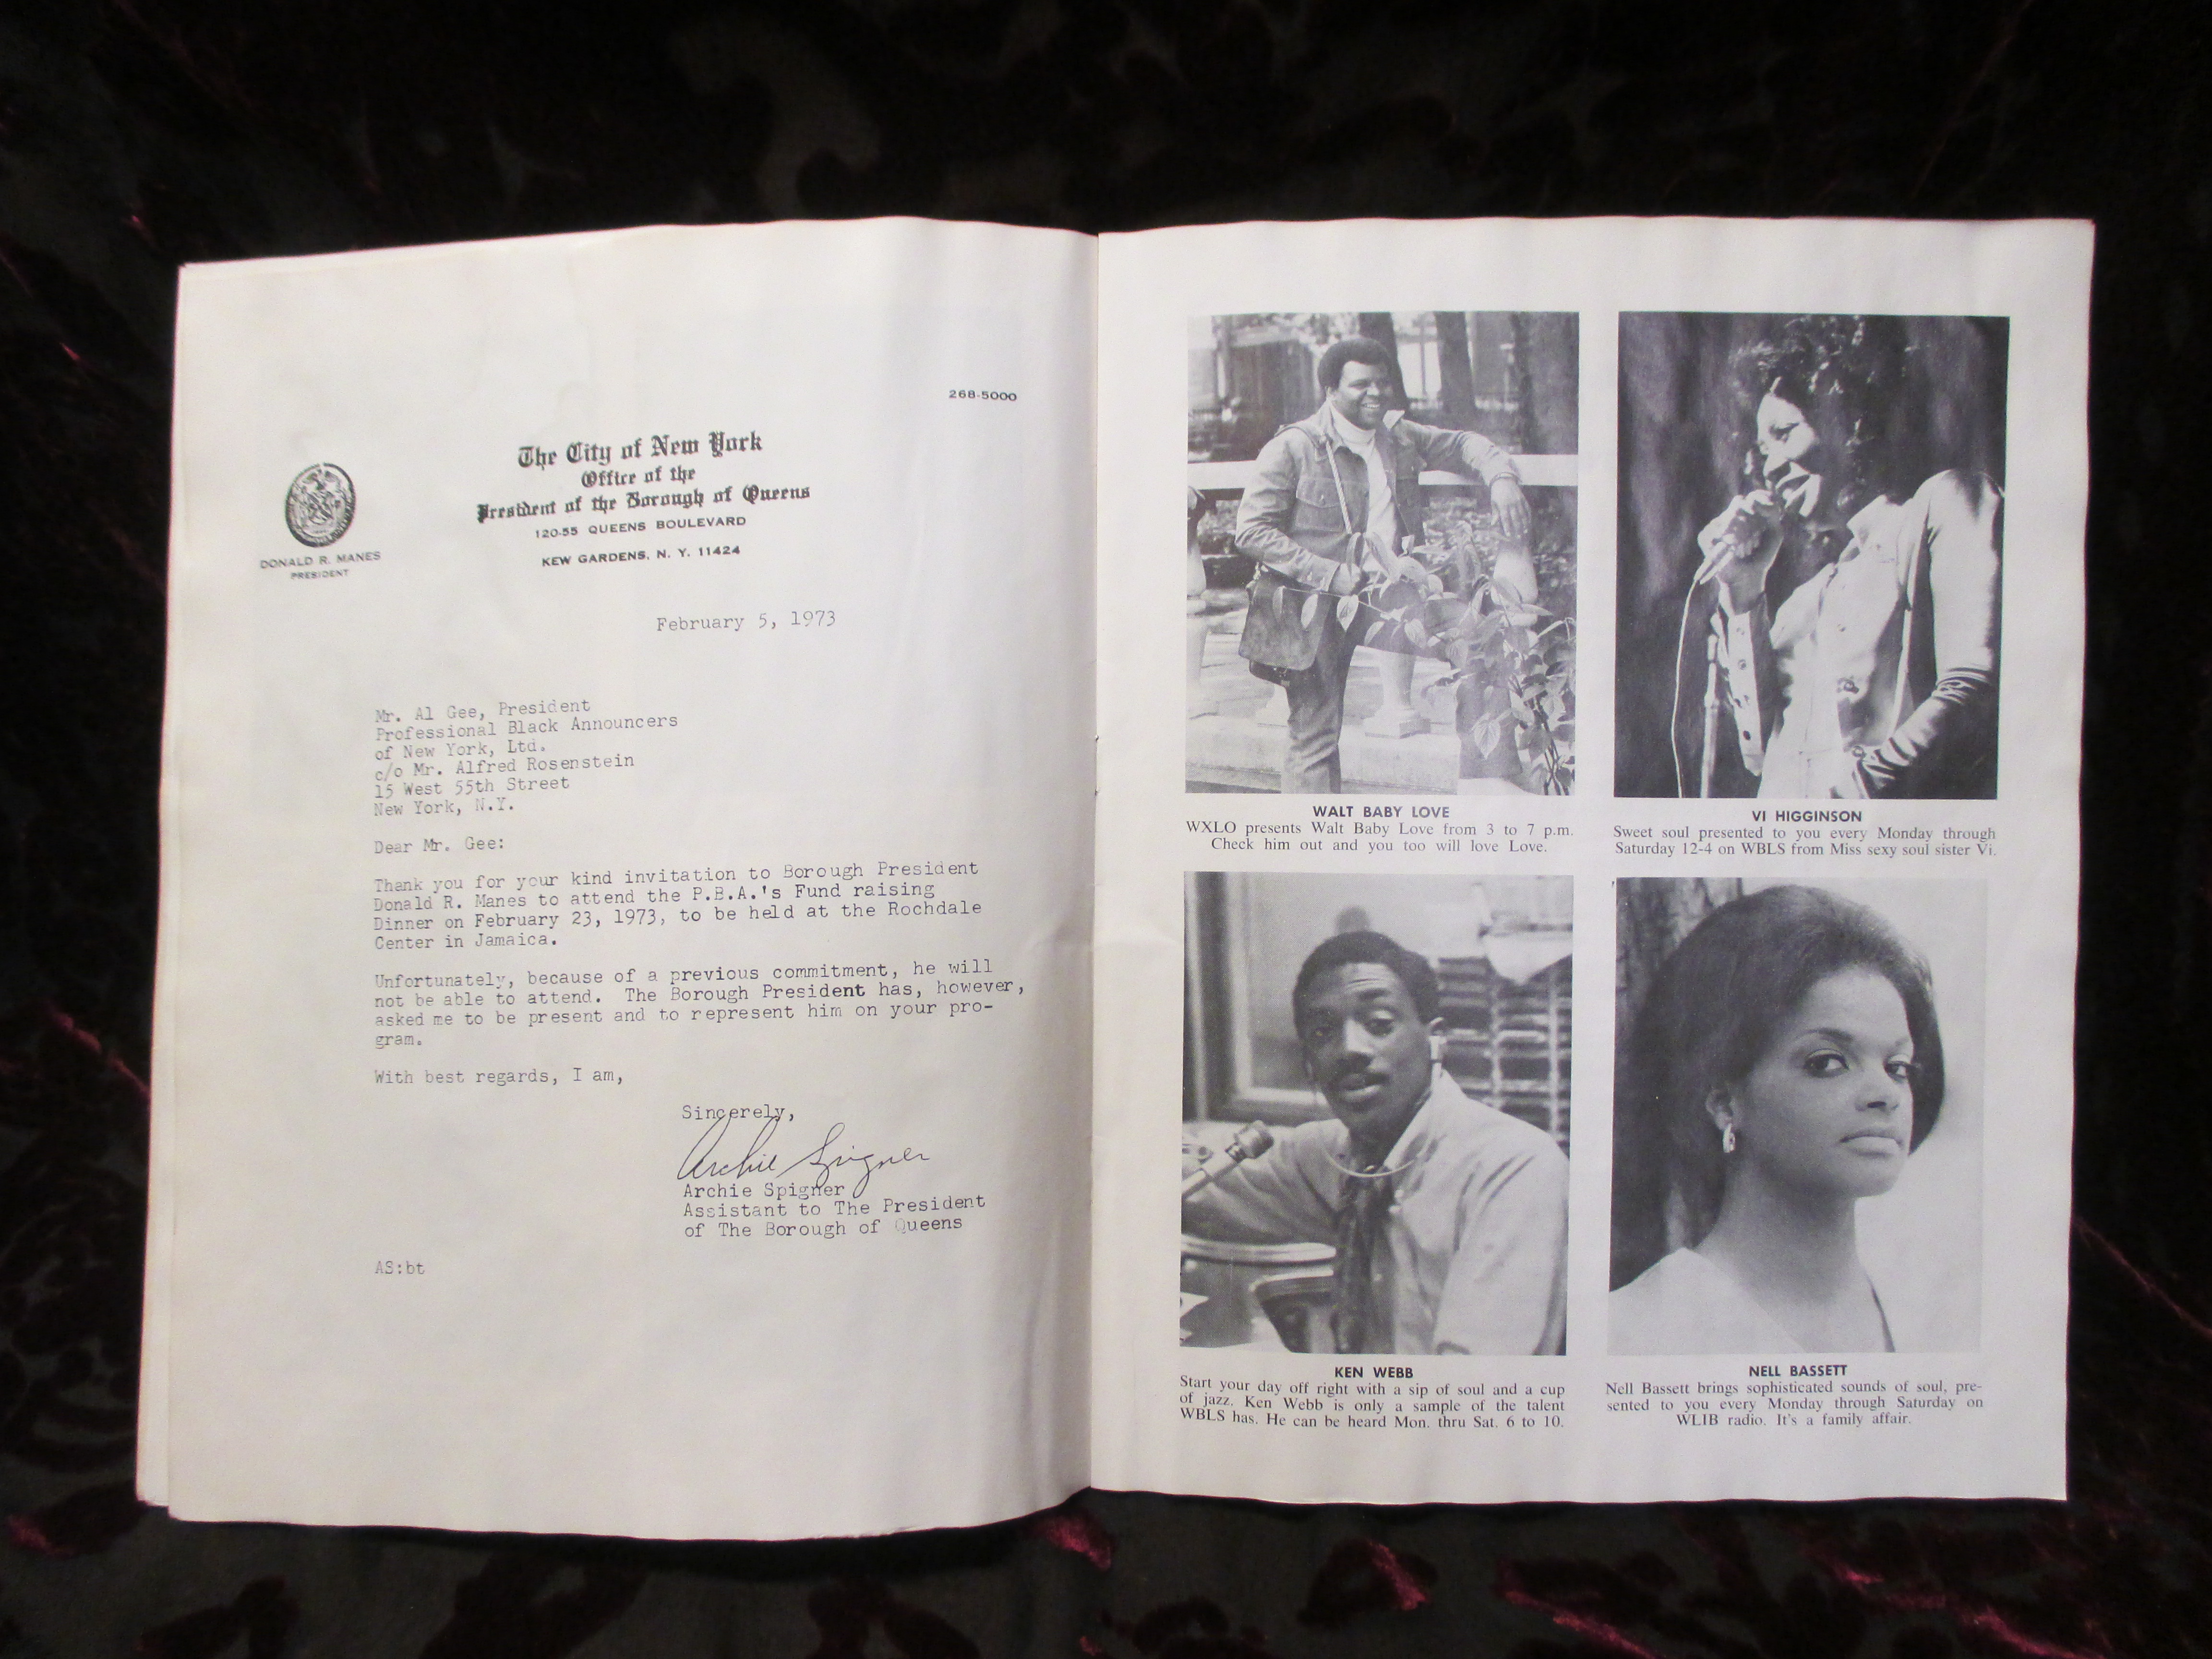 268-5000
The City of New York
Office of the
President of the Borough of Queens
120-55 QUEENS BOULEVARD
KEW GARDENS, N. Y. 11424
DONALD R. MANES
PRESIDENT
February 5, 1973
Mr. Al Gee, President
Professional Black Announcers
of New York, Ltd.
c/o Mr. Alfred Rosenstein
15 West 55th Street
New York, N.Y.
Dear Mr. Gee:
Thank you for your kind invitation to Borough President
Donald R. Manes to attend the P.B.A.'s Fund raising
Dinner on February 23, 1973, to be held at the Rochdale
Center in Jamaica.
Unfortunately, because of a previous commitment, he will
not be able to attend. The Borough President has, however,
asked me to be present and to represent him on your pro-
gram.
With best regards, I am,
Sincerely,
Archie Spigner
Archie Spigner
Assistant to The President
of The Borough of Queens
AS:bt
WALT BABY LOVE
WXLO presents Walt Baby Love from 3 to 7 p.m.
Check him out and you too will love Love.
VI HIGGINSON
Sweet soul presented to you every Monday through
Saturday 12-4 on WBLS from Miss sexy soul sister Vi.
KEN WEBB
Start your day off right with a sip of soul and a cup
of jazz. Ken Webb is only a sample of the talent
WBLS has. He can be heard Mon. thru Sat. 6 to 10.
NELL BASSETT
Nell Bassett brings sophisticated sounds of soul, pre-
sented to you every Monday through Saturday on
WLIB radio. It's a family affair.